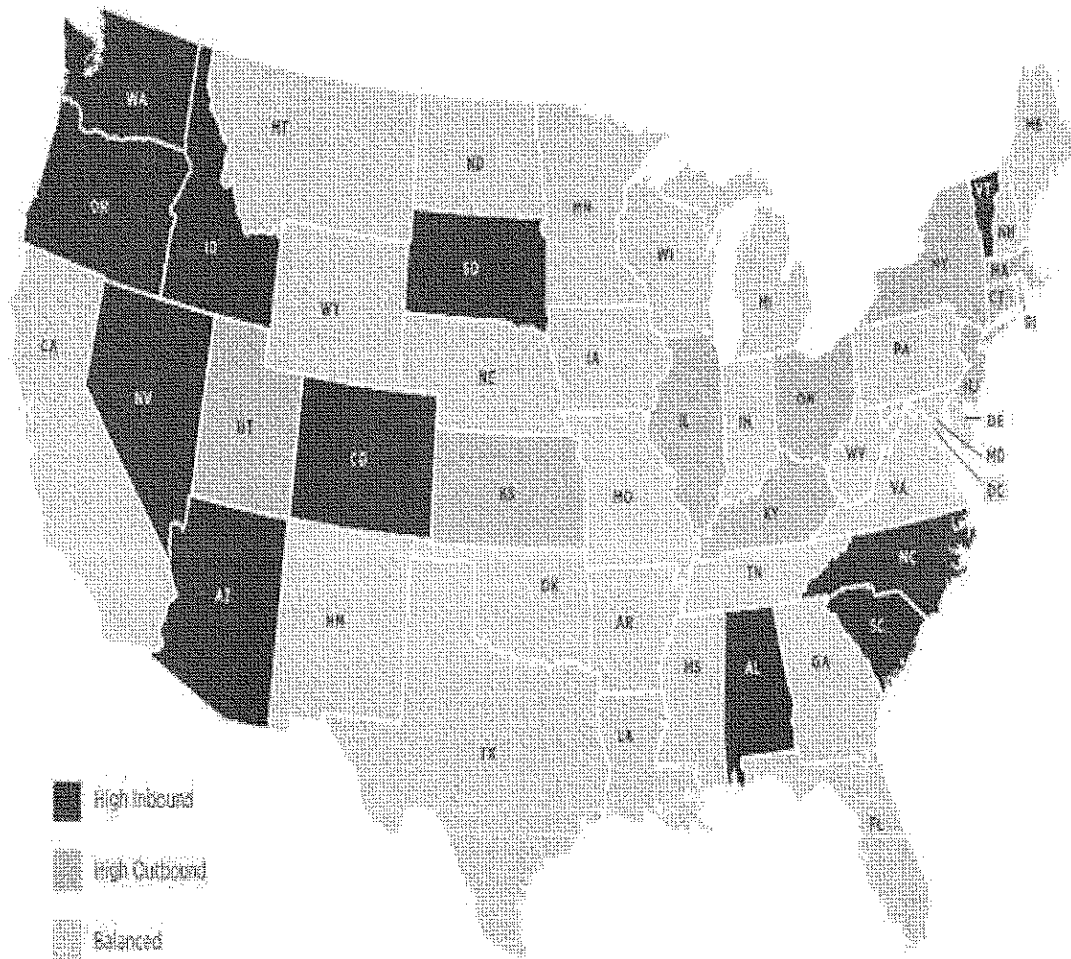 WA
MT
ND
MN
ME
VT
NH
OR
ID
SD
WI
NY
MA
CT
RI
WY
MI
CA
IA
PA
NE
NJ
NV
UT
IL
IN
OH
DE
CO
WV
MD
KS
MO
VA
DC
KY
NC
TN
OK
AZ
NM
AR
SC
MS
AL
GA
LA
TX
High Inbound
FL
High Outbound
Balanced